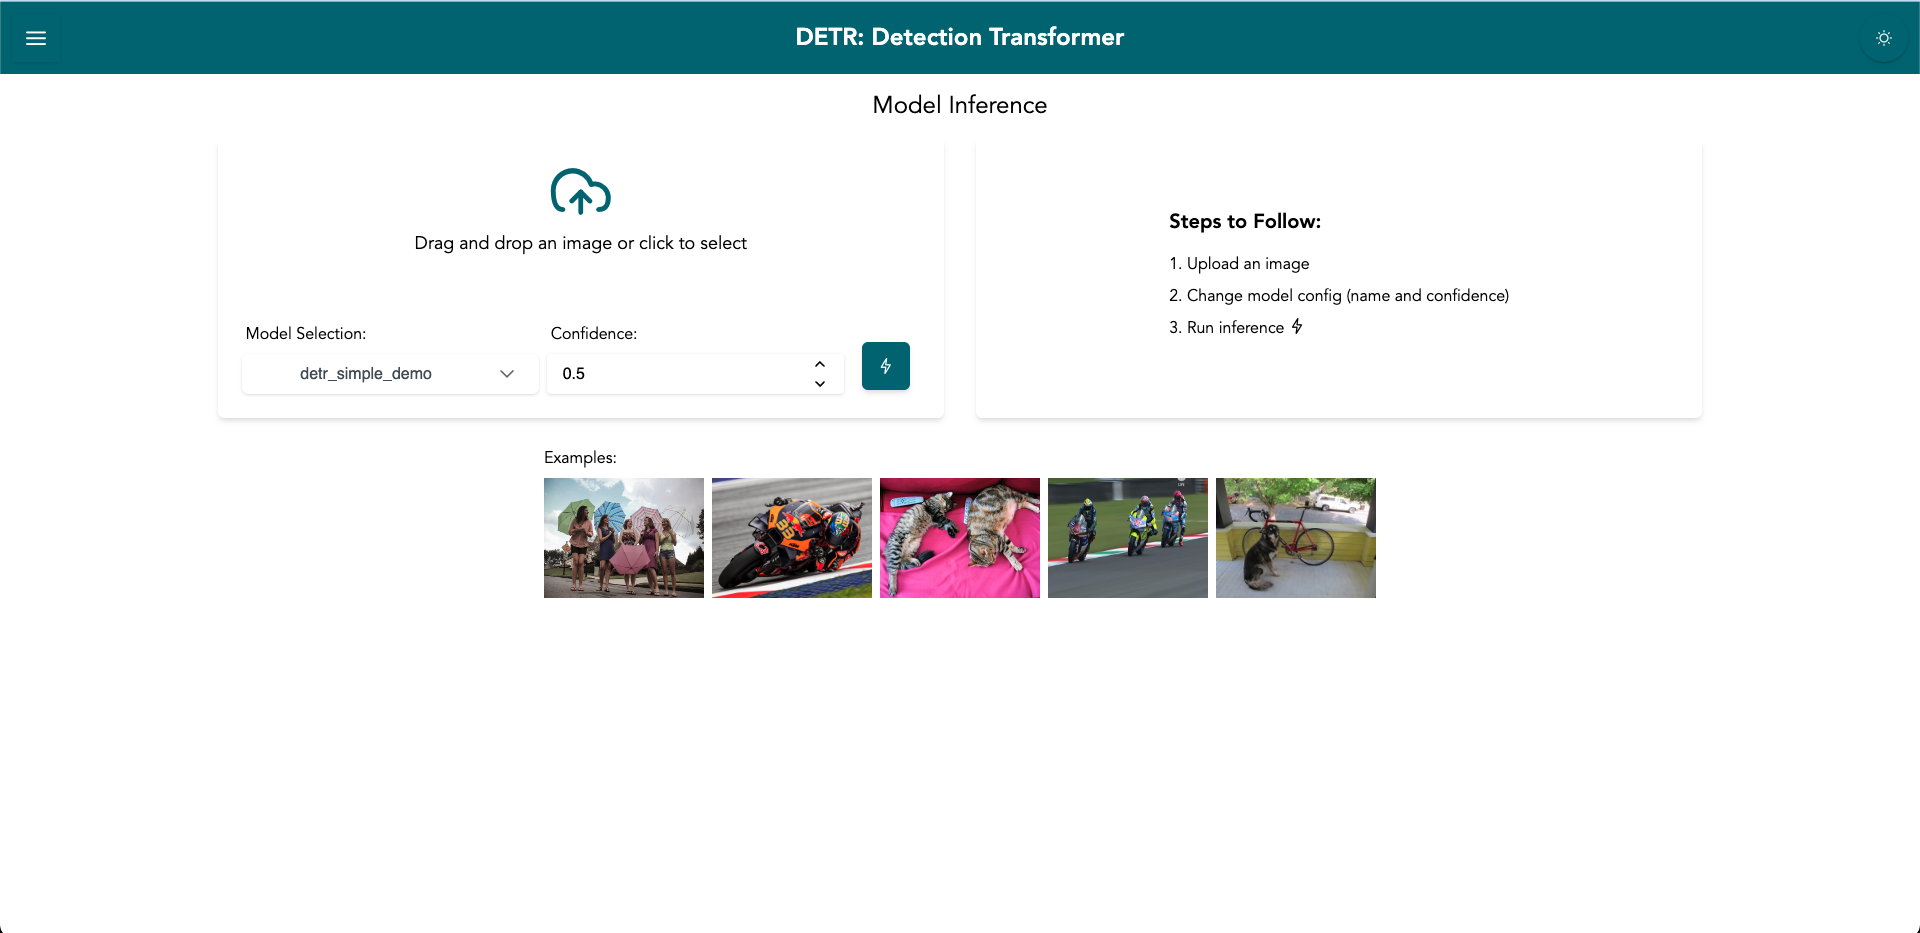 DETR: Detection Transformer
Model Inference
Drag and drop an image or click to select
Model Selection:
Confidence:
detr_simple_demo
0.5
Steps to Follow:
1. Upload an image
2. Change model config (name and confidence)
3. Run inference
Examples: